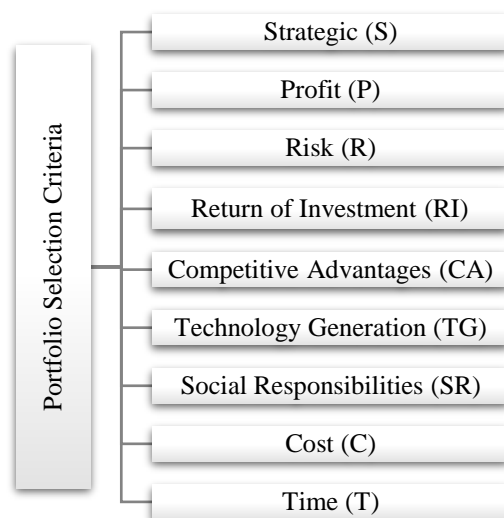 Portfolio Selection Criteria
Strategic (S)
Profit (P)
Risk (R)
Return of Investment (RI)
Competitive Advantages (CA)
Technology Generation (TG)
Social Responsibilities (SR)
Cost (C)
Time (T)